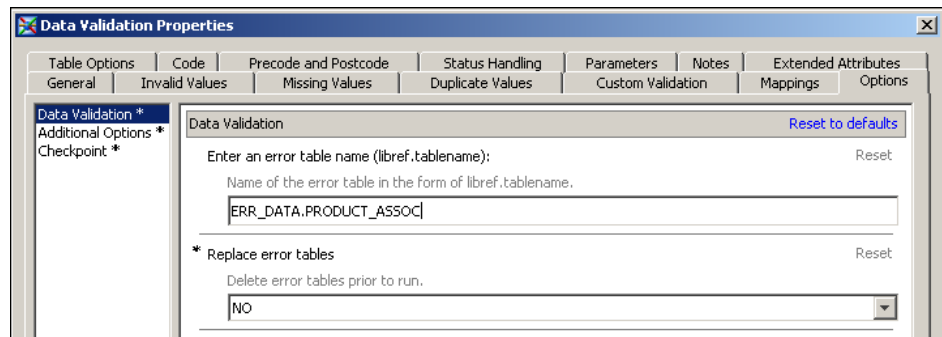 Data Validation Properties
Table Options Code Precode and Postcode Status Handling Parameters Notes Extended Attributes
General Invalid Values Missing Values Duplicate Values Custom Validation Mappings Options
Data Validation *
Additional Options *
Checkpoint *
Data Validation Reset to defaults
Enter an error table name (libref.tablename): Reset
Name of the error table in the form of libref.tablename.
ERR_DATA.PRODUCT_ASSOC
* Replace error tables Reset
Delete error tables prior to run.
NO